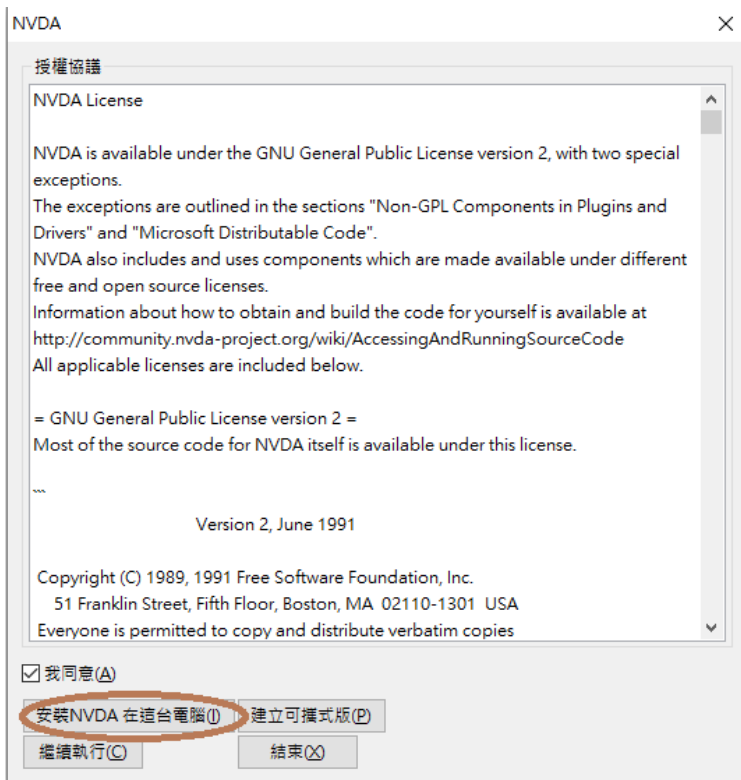 NVDA
授權協議
NVDA License
NVDA is available under the GNU General Public License version 2, with two special
exceptions.
The exceptions are outlined in the sections "Non-GPL Components in Plugins and
Drivers" and "Microsoft Distributable Code".
NVDA also includes and uses components which are made available under different
free and open source licenses.
Information about how to obtain and build the code for yourself is available at
http://community.nvda-project.org/wiki/AccessingAndRunningSourceCode
All applicable licenses are included below.
= GNU General Public License version 2 =
Most of the source code for NVDA itself is available under this license.
```
Version 2, June 1991
Copyright (C) 1989, 1991 Free Software Foundation, Inc.
51 Franklin Street, Fifth Floor, Boston, MA 02110-1301 USA
Everyone is permitted to copy and distribute verbatim copies
我同意(A)
安裝NVDA 在這台電腦(I) 建立可攜式版(P)
繼續執行(C) 結束(X)